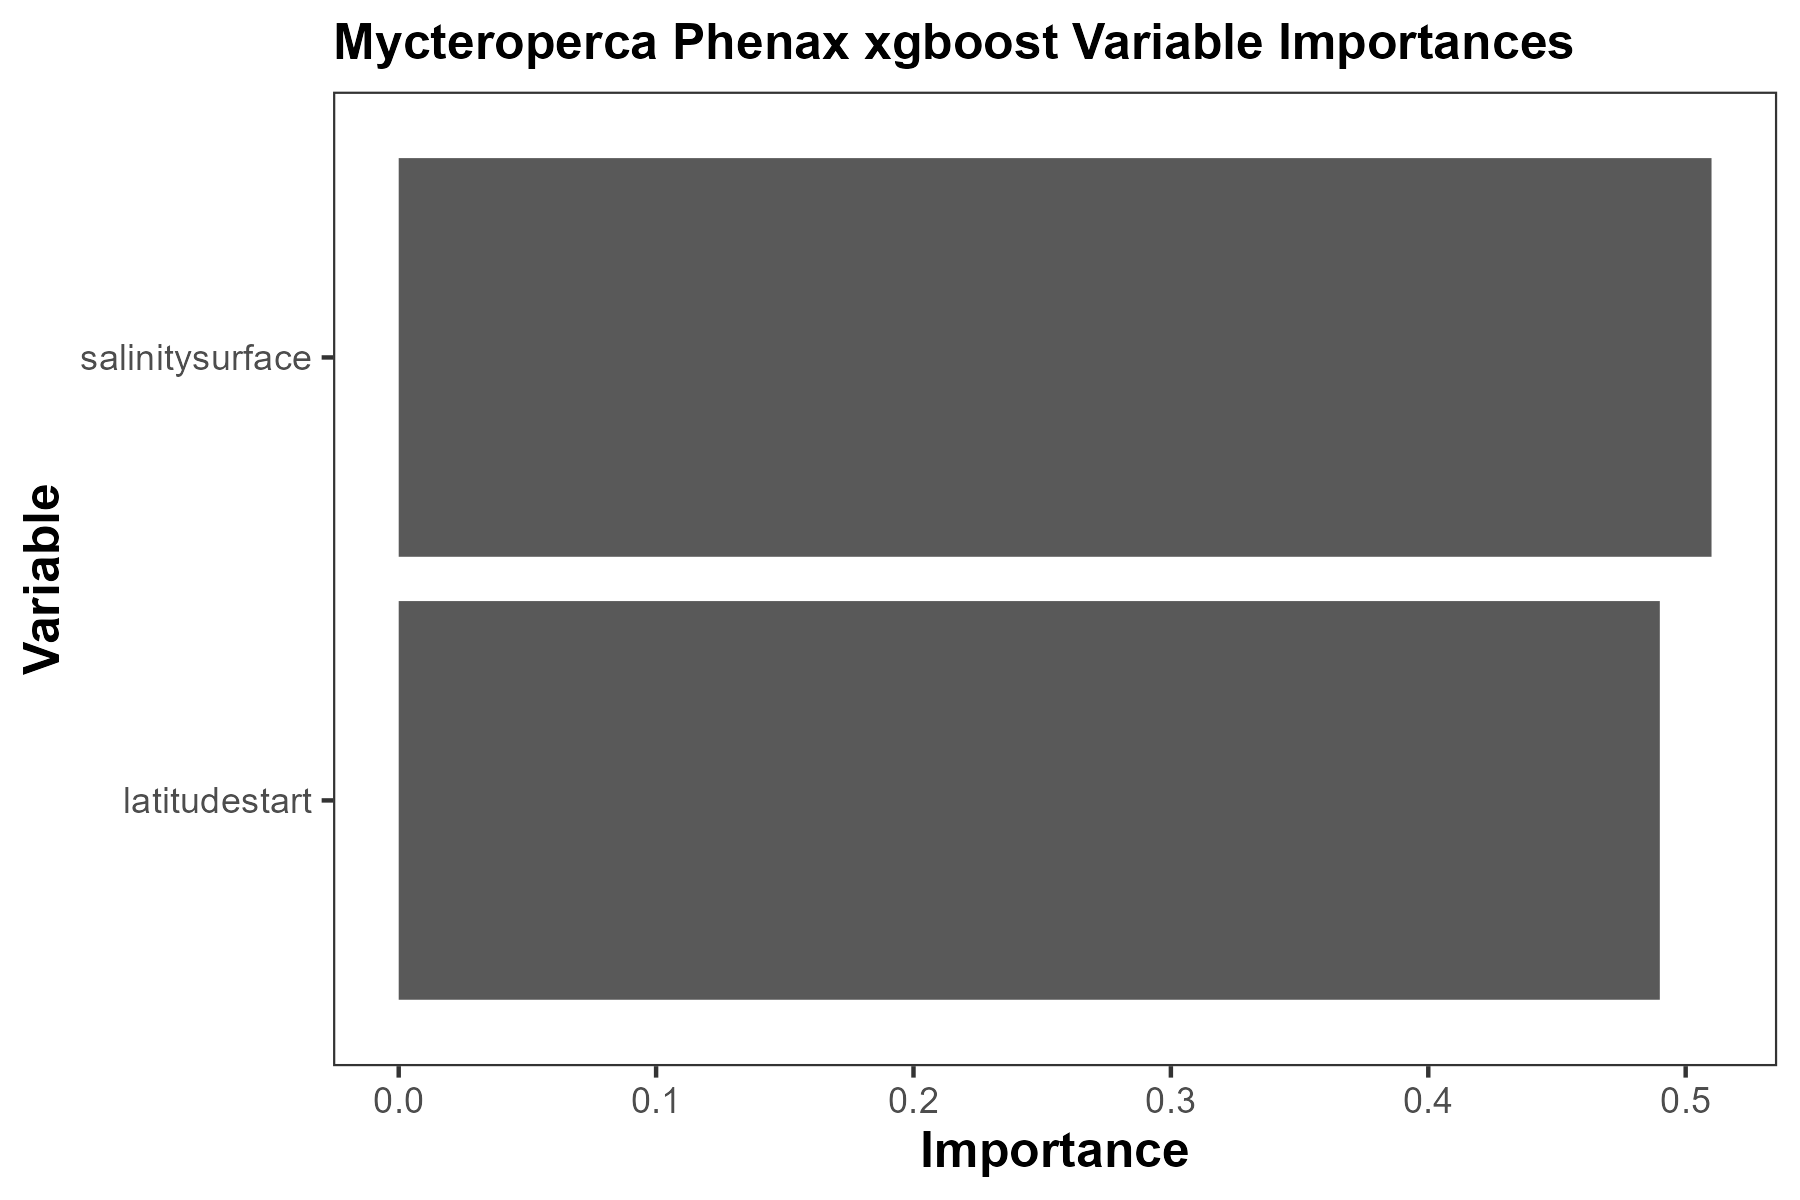 Mycteroperca Phenax xgboost Variable Importances
Variable
salinitysurface
latitudestart
0.0 0.1 0.2 0.3 0.4 0.5
Importance